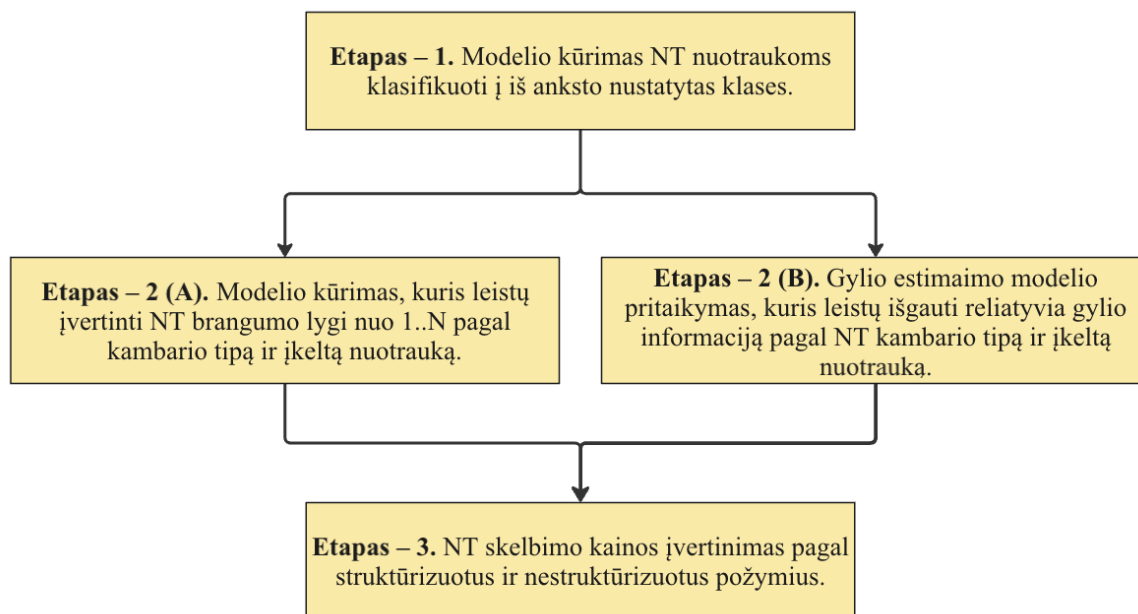 Etapas – 1. Modelio kūrimas NT nuotraukoms
klasifikuoti į iš anksto nustatytas klases.
Etapas – 2 (A). Modelio kūrimas, kuris leistų
įvertinti NT brangumo lygi nuo 1..N pagal
kambario tipą ir įkeltą nuotrauką.
Etapas – 2 (B). Gylio estimaimo modelio
pritaikymas, kuris leistų išgauti reliatyvia gylio
informaciją pagal NT kambario tipą ir įkeltą
nuotrauką.
Etapas – 3. NT skelbimo kainos įvertinimas pagal
struktūrizuotus ir nestruktūrizuotus požymius.